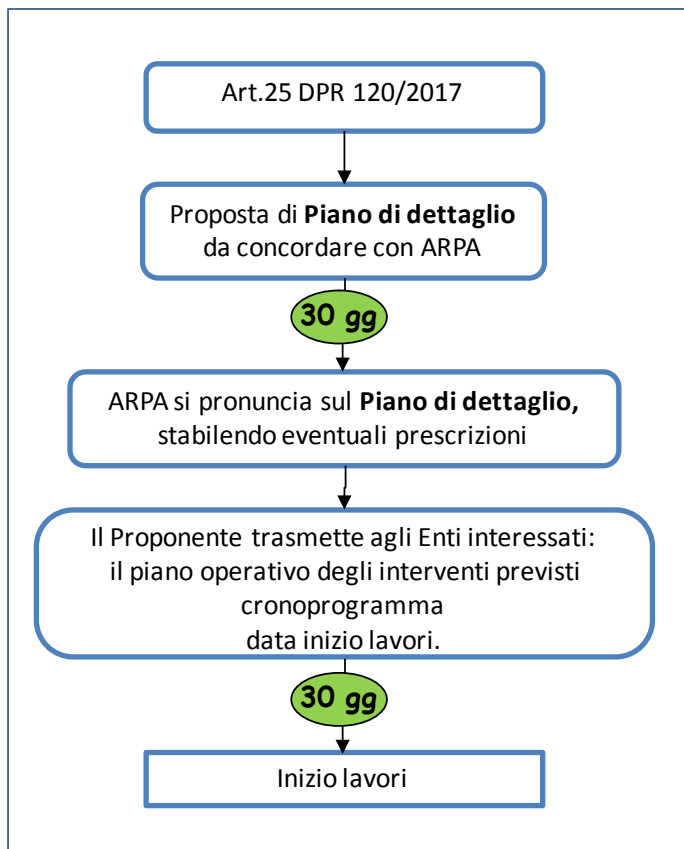 Art.25 DPR 120/2017
Proposta di Piano di dettaglio
da concordare con ARPA
30 gg
ARPA si pronuncia sul Piano di dettaglio,
stabilendo eventuali prescrizioni
Il Proponente trasmette agli Enti interessati:
il piano operativo degli interventi previsti
cronoprogramma
data inizio lavori.
30 gg
Inizio lavori